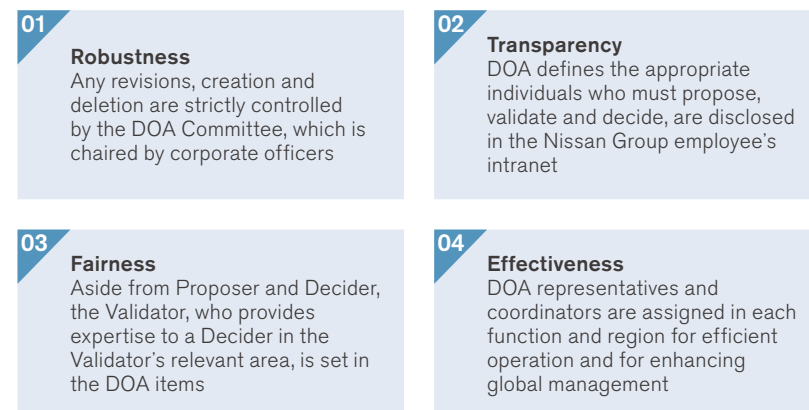 01
Robustness
Any revisions, creation and
deletion are strictly controlled
by the DOA Committee, which is
chaired by corporate officers
02
Transparency
DOA defines the appropriate
individuals who must propose,
validate and decide, are disclosed
in the Nissan Group employee's
intranet
03
Fairness
Aside from Proposer and Decider,
the Validator, who provides
expertise to a Decider in the
Validator's relevant area, is set in
the DOA items
04
Effectiveness
DOA representatives and
coordinators are assigned in each
function and region for efficient
operation and for enhancing
global management